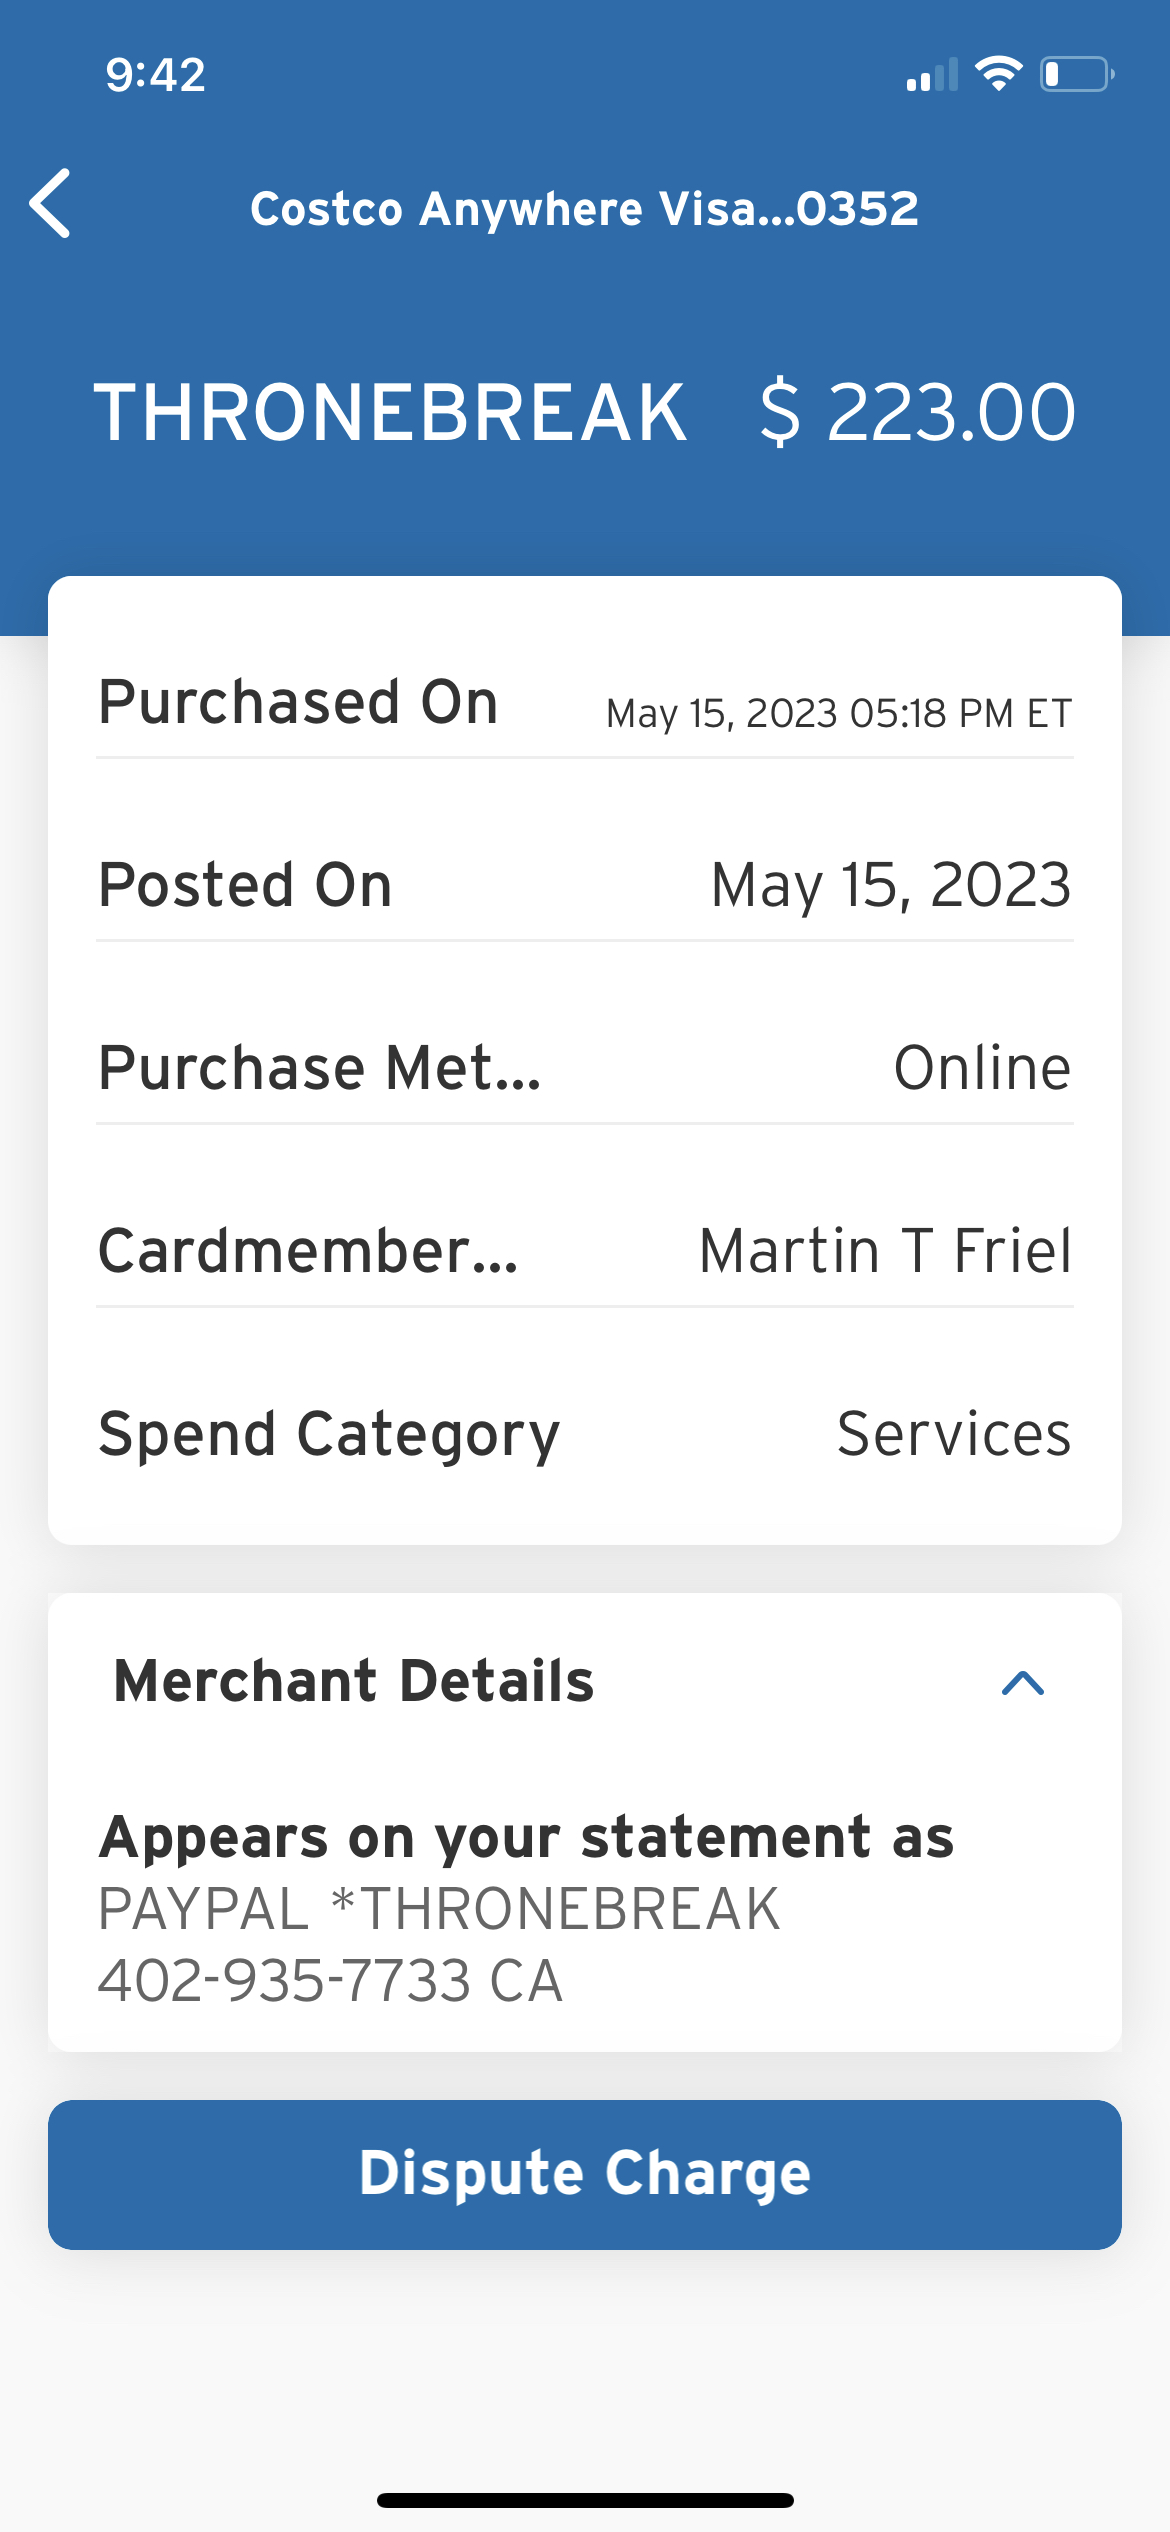 9:42
Costco Anywhere Visa...0352
THRONEBREAK $ 223.00
Purchased On May 15, 2023 05:18 PM ET
Posted On May 15, 2023
Purchase Met... Online
Cardmember... Martin T Friel
Spend Category Services
Merchant Details
Appears on your statement as
PAYPAL *THRONEBREAK
402-935-7733 CA
Dispute Charge